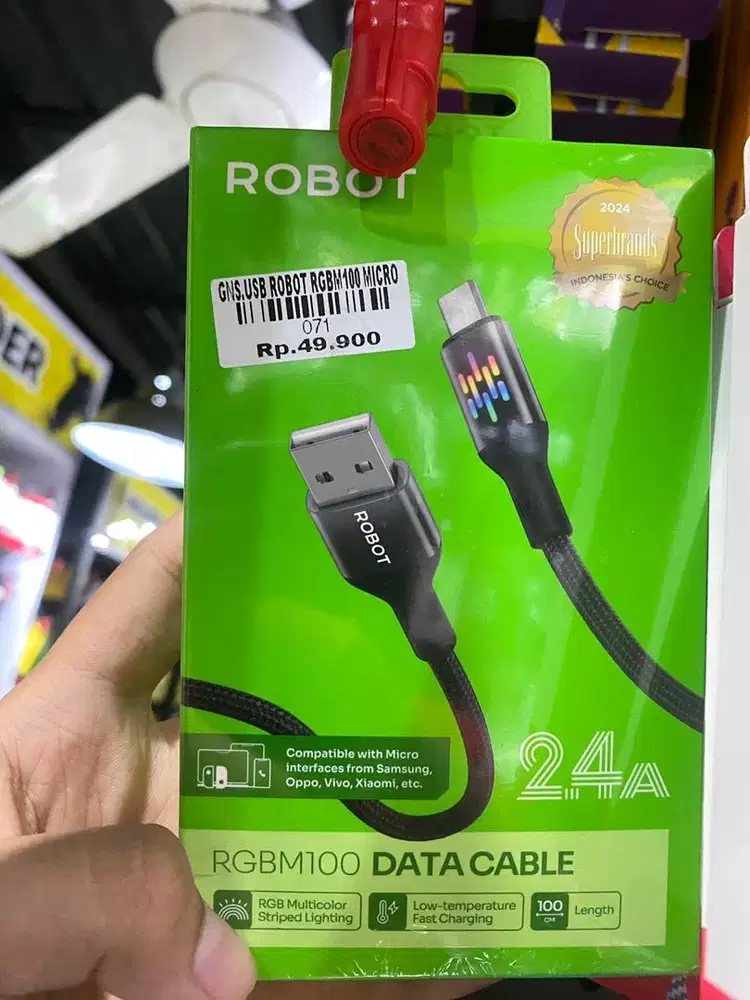 ROBOT
2024
Superbrands
INDONESIA'S CHOICE
GNS.USB ROBOT RGBM100 MICRO
071
Rp.49.900
ROBOT
Compatible with Micro
interfaces from Samsung,
Oppo, Vivo, Xiaomi, etc.
2.4A
RGBM100 DATA CABLE
RGB Multicolor
Striped Lighting
Low-temperature
Fast Charging
100
CM
Length
DER